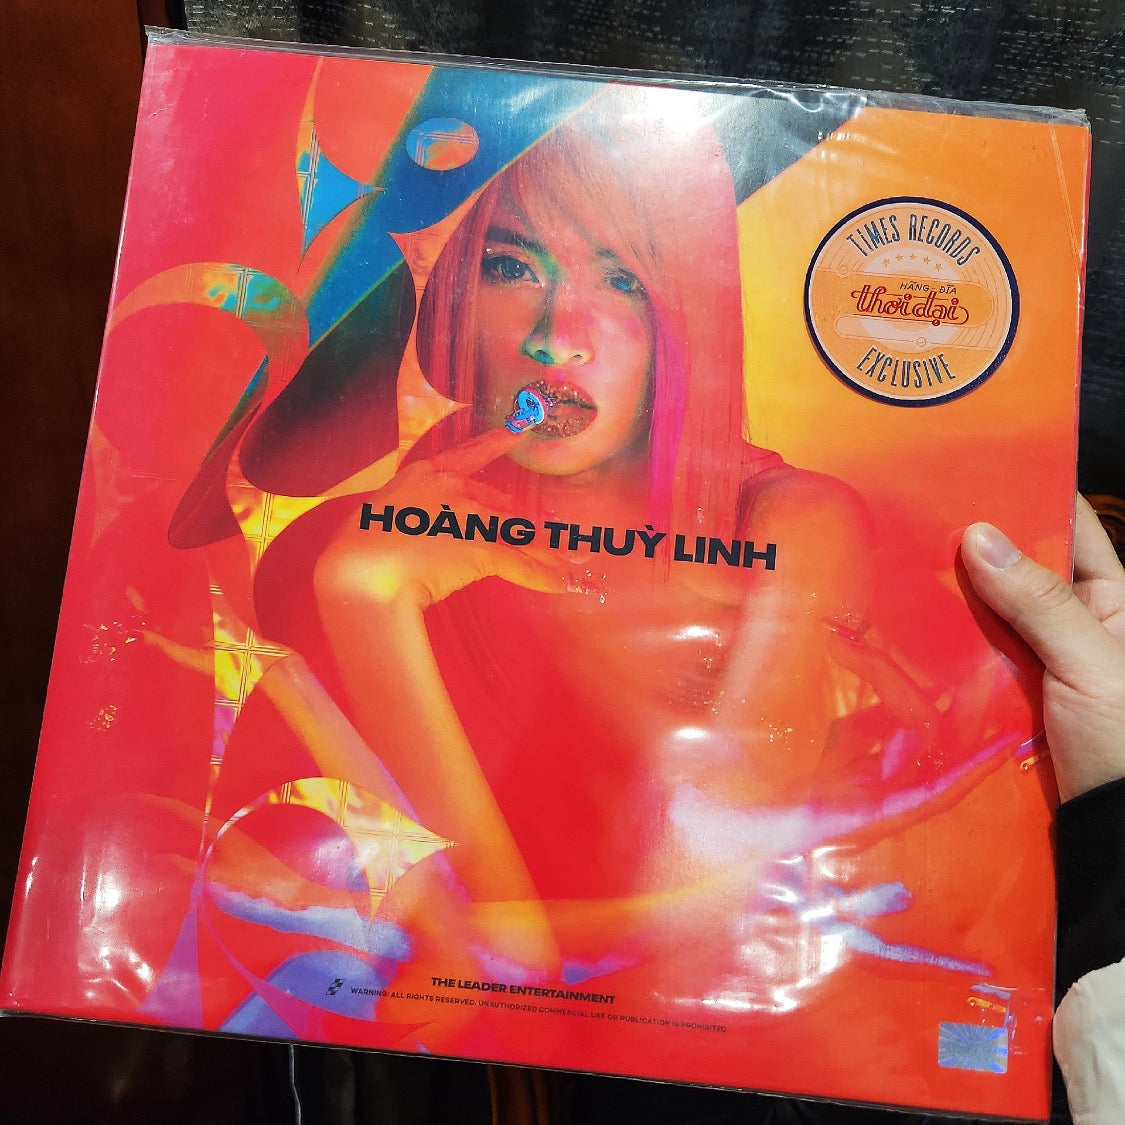 TiMES RECORDS
HÃNG - ĐĨA
thời đại
EXCLUSIVE
HOÀNG THUỲ LINH
THE LEADER ENTERTAINMENT
WARNING: ALL RIGHTS RESERVED. UNAUTHORIZED COMMERCIAL USE OR PUBLICATION IS PROHIBITED